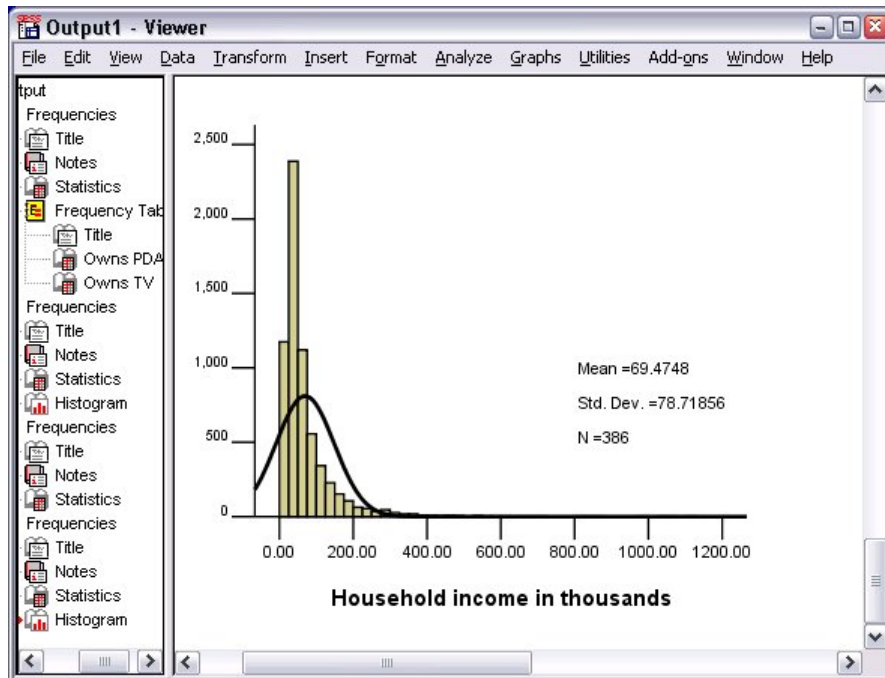 Output1 - Viewer
File Edit View Data Transform Insert Format Analyze Graphs Utilities Add-ons Window Help
tput
Frequencies
Title
Notes
Statistics
Frequency Tab
Title
Owns PDA
Owns TV
Frequencies
Title
Notes
Statistics
Histogram
Frequencies
Title
Notes
Statistics
Frequencies
Title
Notes
Statistics
Histogram
2,500
2,000
1,500
1,000
500
0
0.00 200.00 400.00 600.00 800.00 1000.00 1200.00
Household income in thousands
Mean =69.4748
Std. Dev. =78.71856
N =386